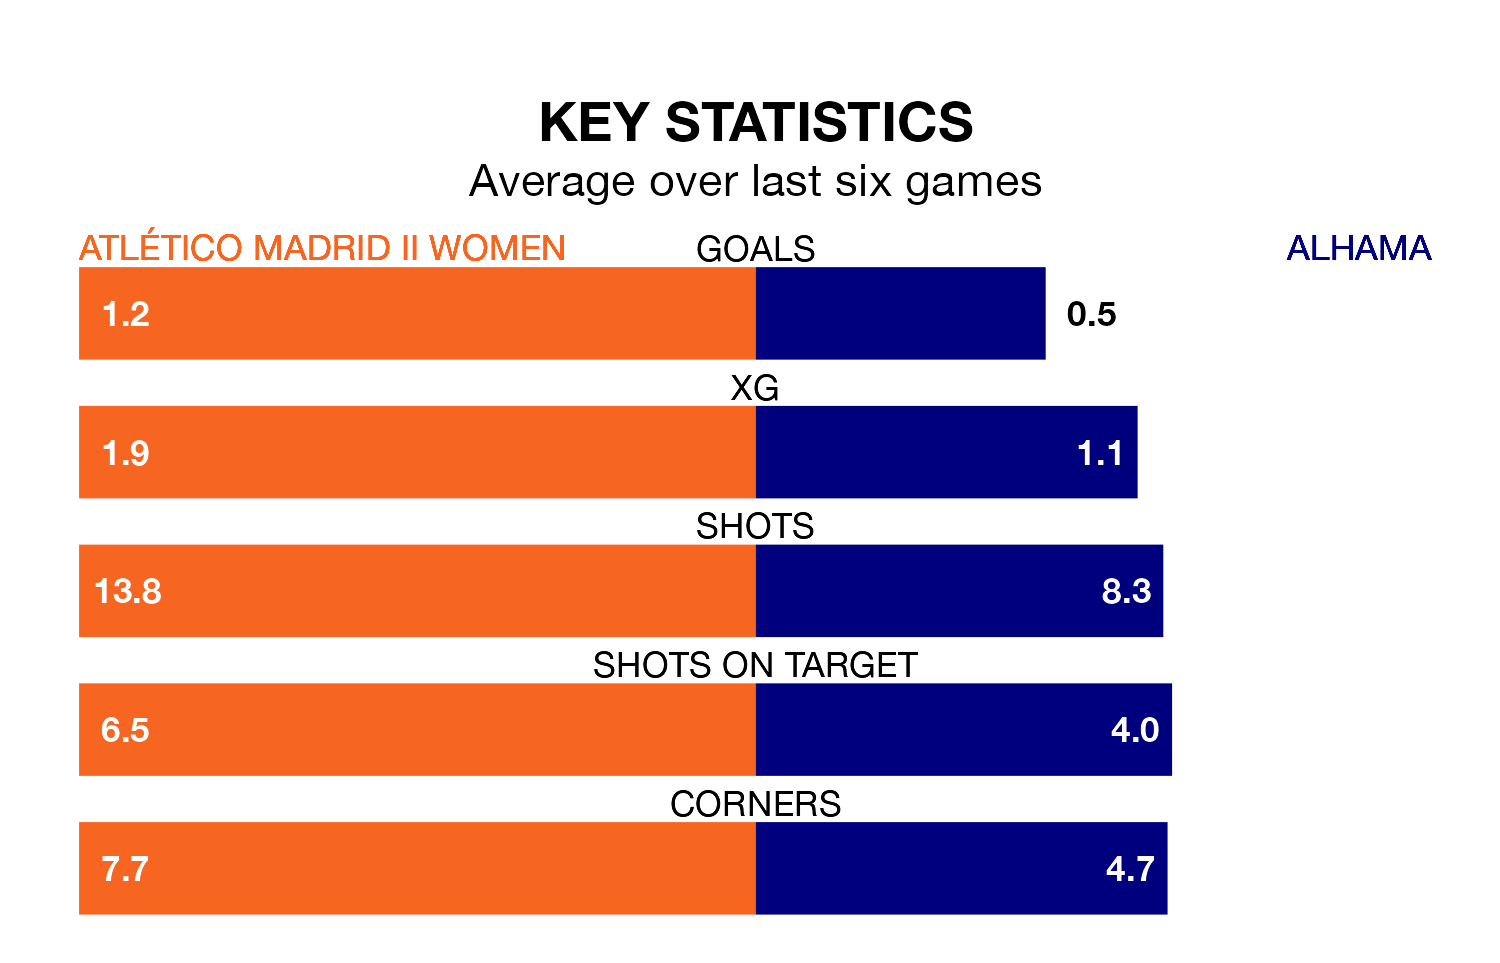 KEY STATISTICS
Average over last six games
ATLÉTICO MADRID II WOMEN GOALS ALHAMA
1.2 0.5
XG
1.9 1.1
SHOTS
13.8 8.3
SHOTS ON TARGET
6.5 4.0
CORNERS
7.7 4.7